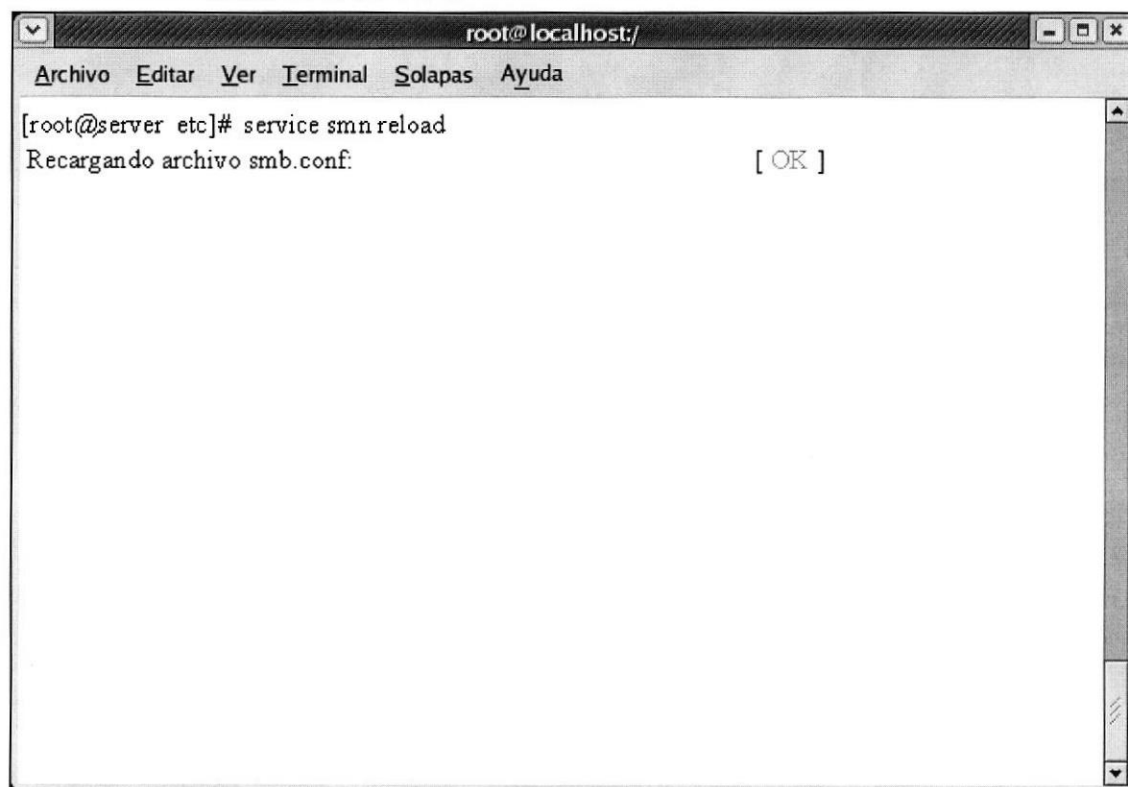 root@localhost:/
Archivo Editar Ver Terminal Solapas Ayuda
[root@server etc]# service smn reload
Recargando archivo smb.conf: [ OK ]